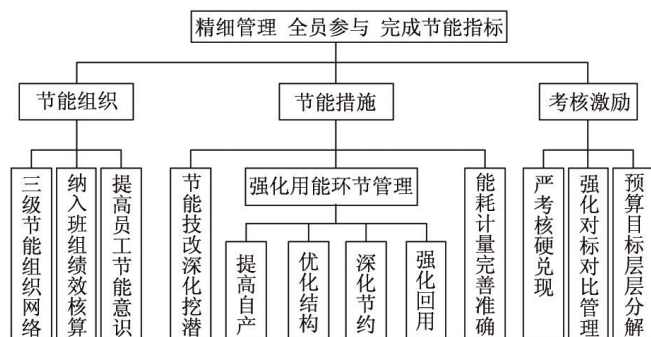 精细管理 全员参与 完成节能指标
节能组织
节能措施
考核激励
三级节能组织网络
纳入班组绩效核算
提高员工节能意识
节能技改深化挖潜
强化用能环节管理
能耗计量完善准确
严考核硬兑现
强化对标对比管理
预算目标层层分解
提高自产
优化结构
深化节约
强化回用